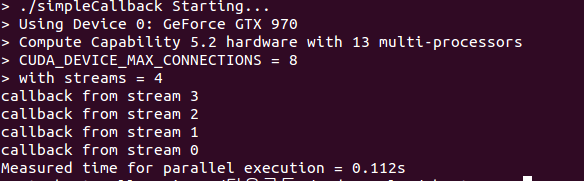 > ./simpleCallback Starting...
> Using Device 0: GeForce GTX 970
> Compute Capability 5.2 hardware with 13 multi-processors
> CUDA_DEVICE_MAX_CONNECTIONS = 8
> with streams = 4
callback from stream 3
callback from stream 2
callback from stream 1
callback from stream 0
Measured time for parallel execution = 0.112s